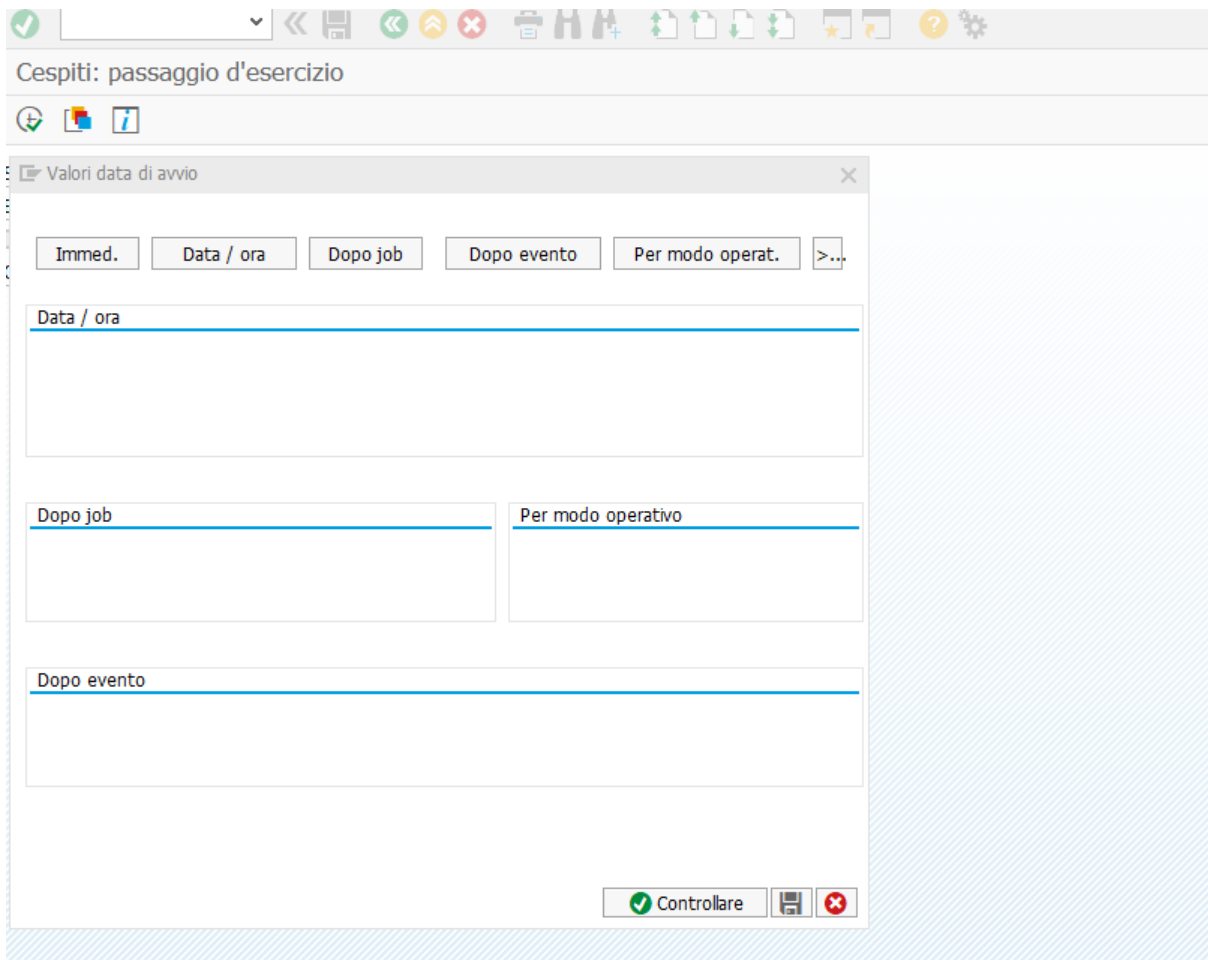 Cespiti: passaggio d'esercizio
Valori data di avvio
Immed. Data / ora Dopo job Dopo evento Per modo operat. >...
Data / ora
Dopo job Per modo operativo
Dopo evento
Controllare